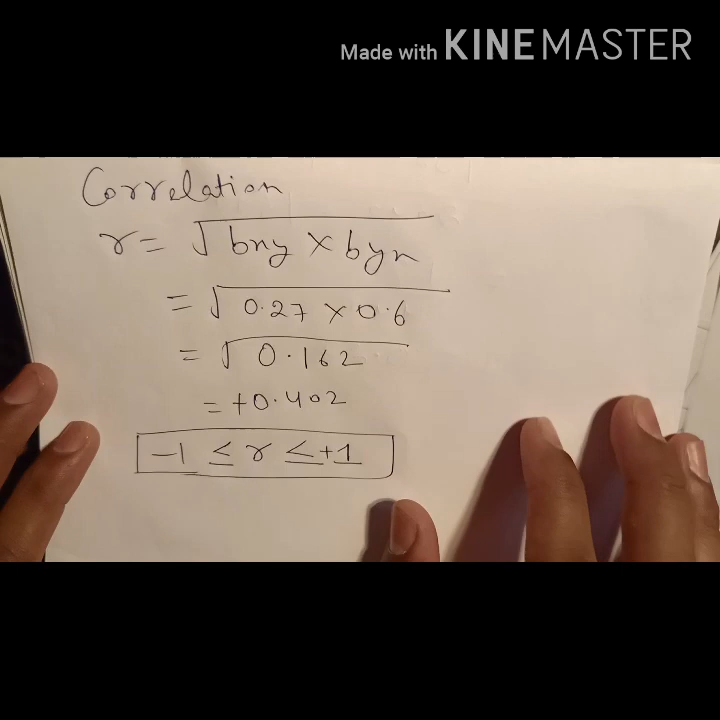 Made with KINEMASTER
Correlation
r = √bxy × byx
= √0.27 × 0.6
= √0.162
= +0.402
-1 ≤ r ≤ +1